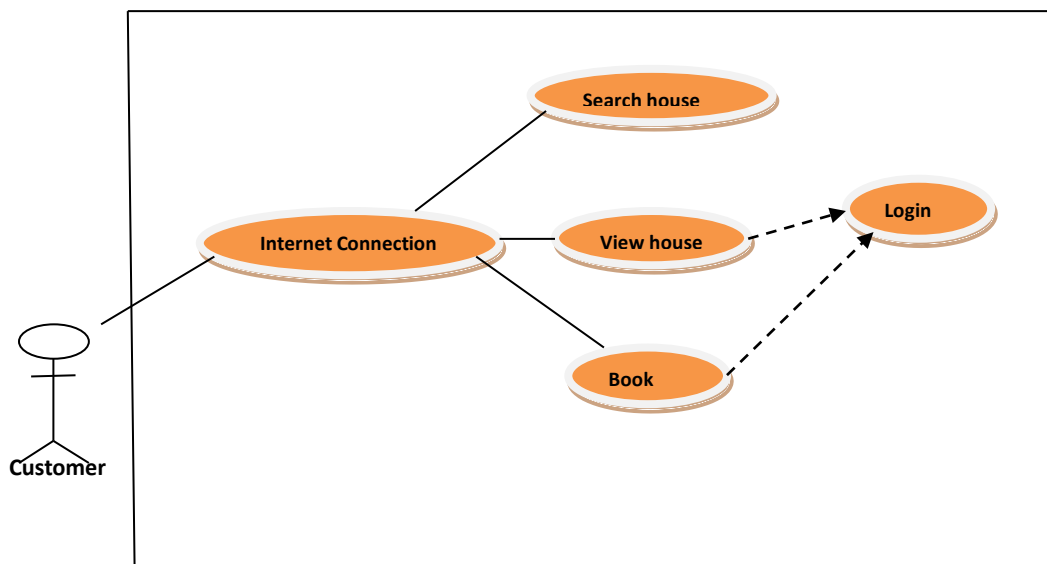 Search house
Internet Connection
View house
Login
Book
Customer